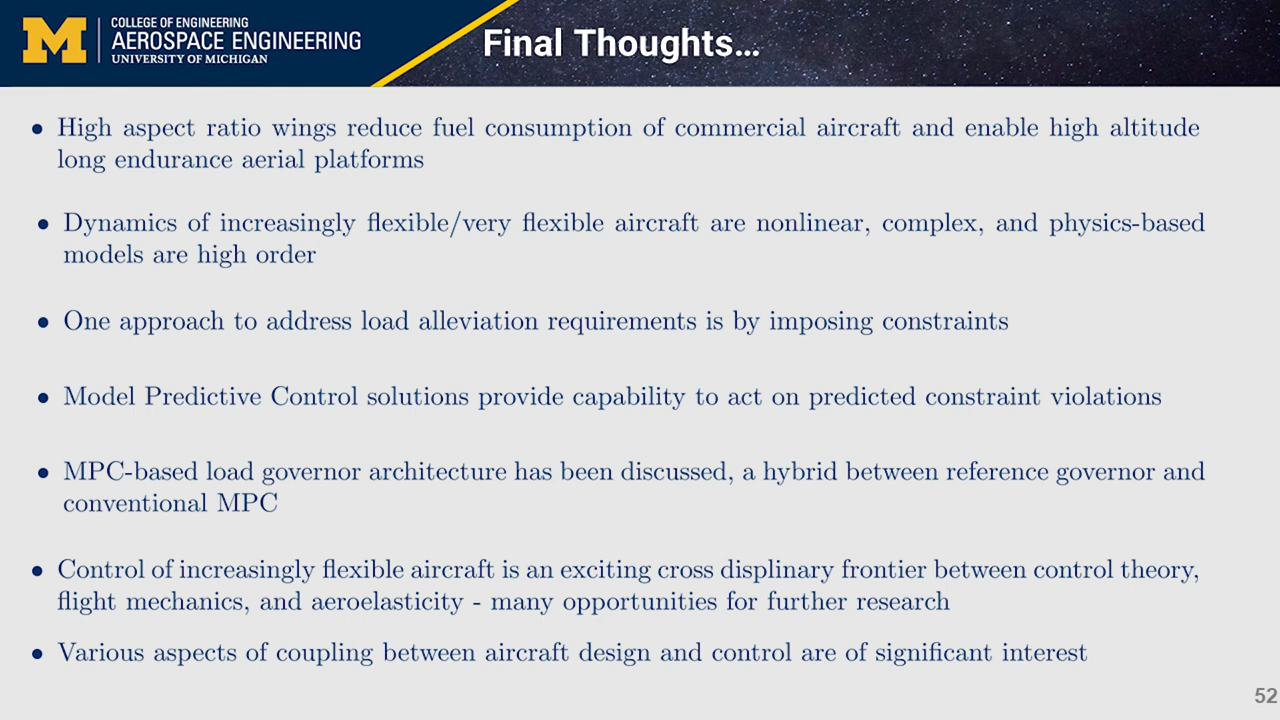 COLLEGE OF ENGINEERING
AEROSPACE ENGINEERING
UNIVERSITY OF MICHIGAN
Final Thoughts...
• High aspect ratio wings reduce fuel consumption of commercial aircraft and enable high altitude
long endurance aerial platforms
• Dynamics of increasingly flexible/very flexible aircraft are nonlinear, complex, and physics-based
models are high order
• One approach to address load alleviation requirements is by imposing constraints
• Model Predictive Control solutions provide capability to act on predicted constraint violations
• MPC-based load governor architecture has been discussed, a hybrid between reference governor and
conventional MPC
• Control of increasingly flexible aircraft is an exciting cross displinary frontier between control theory,
flight mechanics, and aeroelasticity - many opportunities for further research
• Various aspects of coupling between aircraft design and control are of significant interest
52